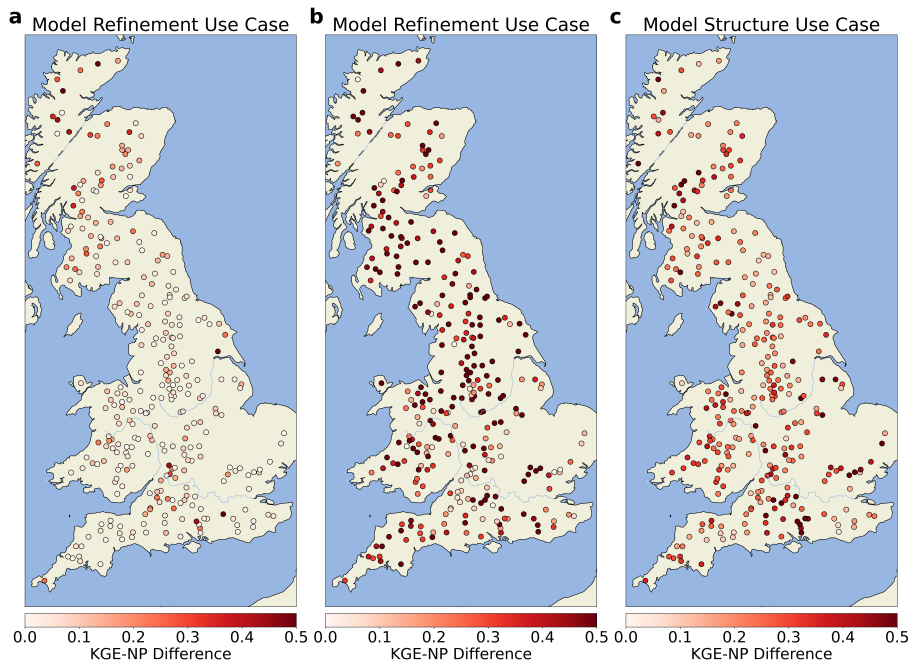 a Model Refinement Use Case
b Model Refinement Use Case
c Model Structure Use Case
0.0 0.1 0.2 0.3 0.4 0.5
KGE-NP Difference
0.0 0.1 0.2 0.3 0.4 0.5
KGE-NP Difference
0.0 0.1 0.2 0.3 0.4 0.5
KGE-NP Difference